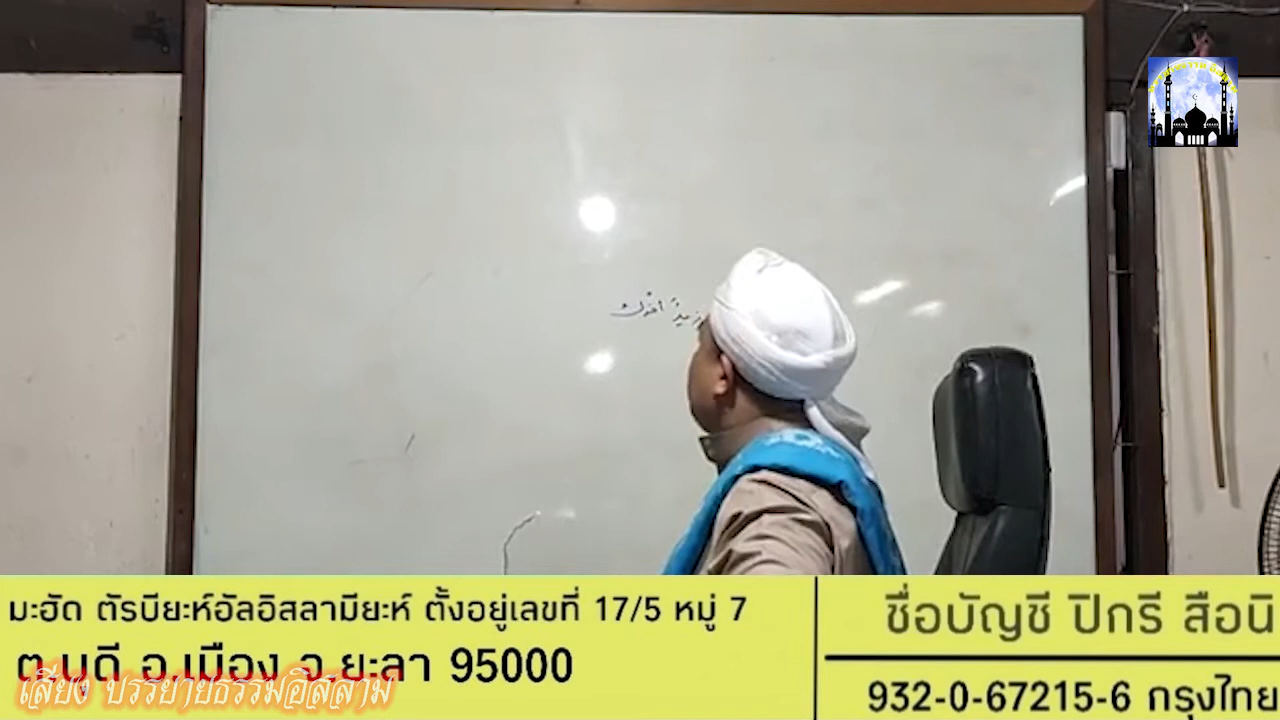 زيدٌ اخوك
มะฮัด ตัรบียะห์อัลอิสลามียะห์ ตั้งอยู่เลขที่ 17/5 หมู่ 7
ต.บุดี อ.เมือง จ.ยะลา 95000
เสียง บรรยายธรรมอิสลาม
ชื่อบัญชี ปิกรี สือนิ
932-0-67215-6 กรุงไทย